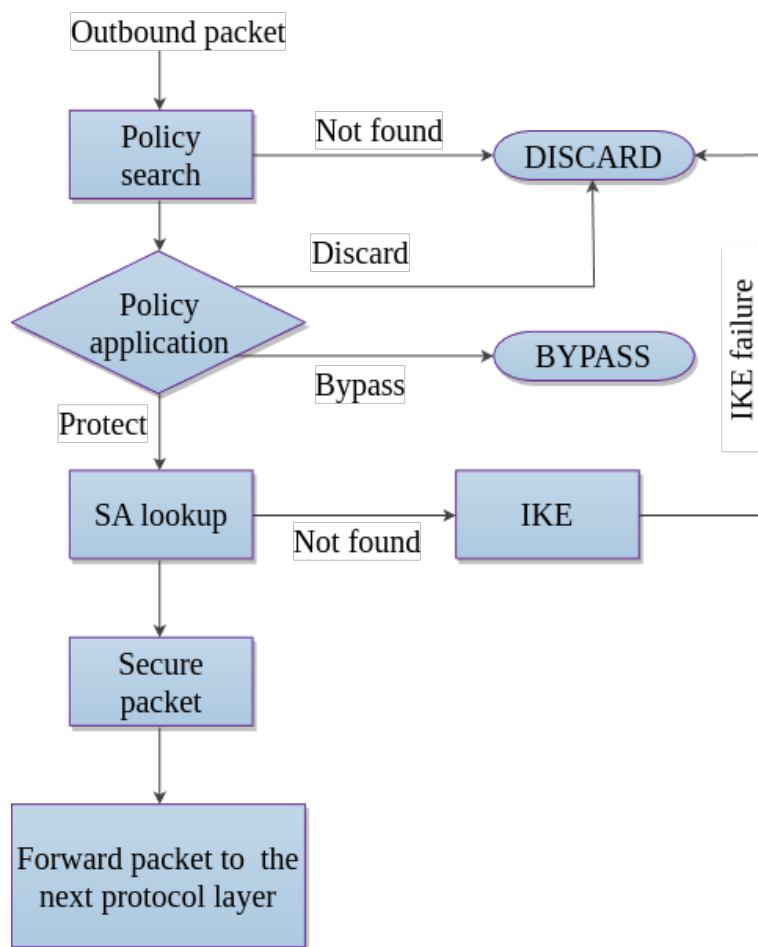 Outbound packet
Policy
search
Not found
DISCARD
Discard
Policy
application
BYPASS
Bypass
IKE failure
Protect
SA lookup
Not found
IKE
Secure
packet
Forward packet to the
next protocol layer